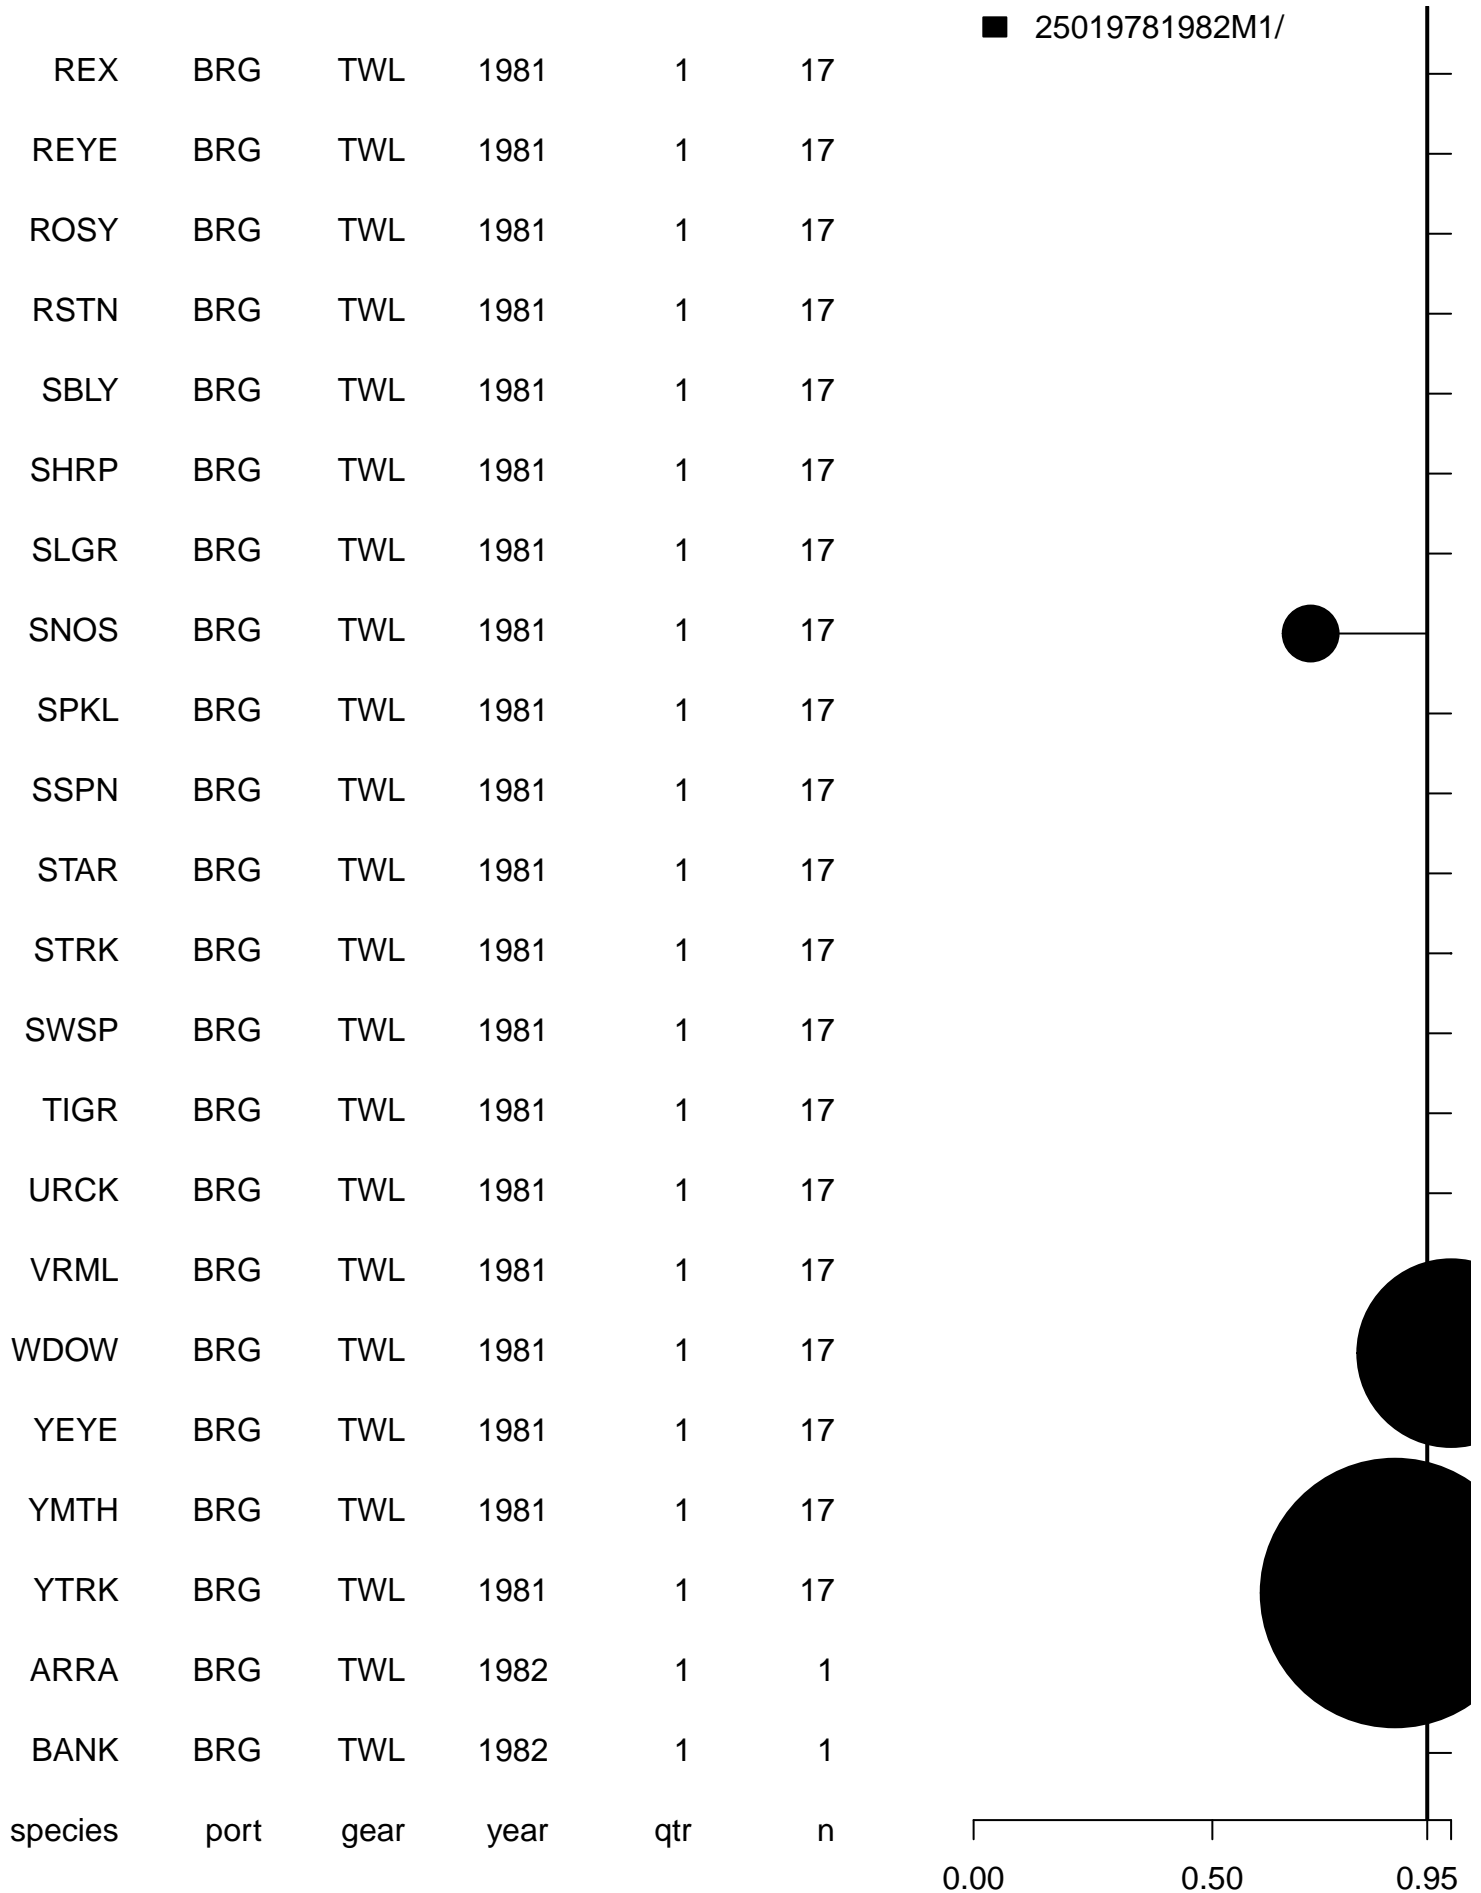 25019781982M1/
REX BRG TWL 1981 1 17
REYE BRG TWL 1981 1 17
ROSY BRG TWL 1981 1 17
RSTN BRG TWL 1981 1 17
SBLY BRG TWL 1981 1 17
SHRP BRG TWL 1981 1 17
SLGR BRG TWL 1981 1 17
SNOS BRG TWL 1981 1 17
SPKL BRG TWL 1981 1 17
SSPN BRG TWL 1981 1 17
STAR BRG TWL 1981 1 17
STRK BRG TWL 1981 1 17
SWSP BRG TWL 1981 1 17
TIGR BRG TWL 1981 1 17
URCK BRG TWL 1981 1 17
VRML BRG TWL 1981 1 17
WDOW BRG TWL 1981 1 17
YEYE BRG TWL 1981 1 17
YMTH BRG TWL 1981 1 17
YTRK BRG TWL 1981 1 17
ARRA BRG TWL 1982 1 1
BANK BRG TWL 1982 1 1
species port gear year qtr n
0.00 0.50 0.95